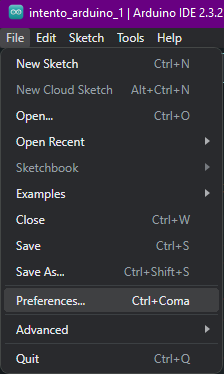 intento_arduino_1 | Arduino IDE 2.3.2
File Edit Sketch Tools Help
New Sketch Ctrl+N
New Cloud Sketch Alt+Ctrl+N
Open... Ctrl+O
Open Recent
Sketchbook
Examples
Close Ctrl+W
Save Ctrl+S
Save As... Ctrl+Shift+S
Preferences... Ctrl+Coma
Advanced
Quit Ctrl+Q